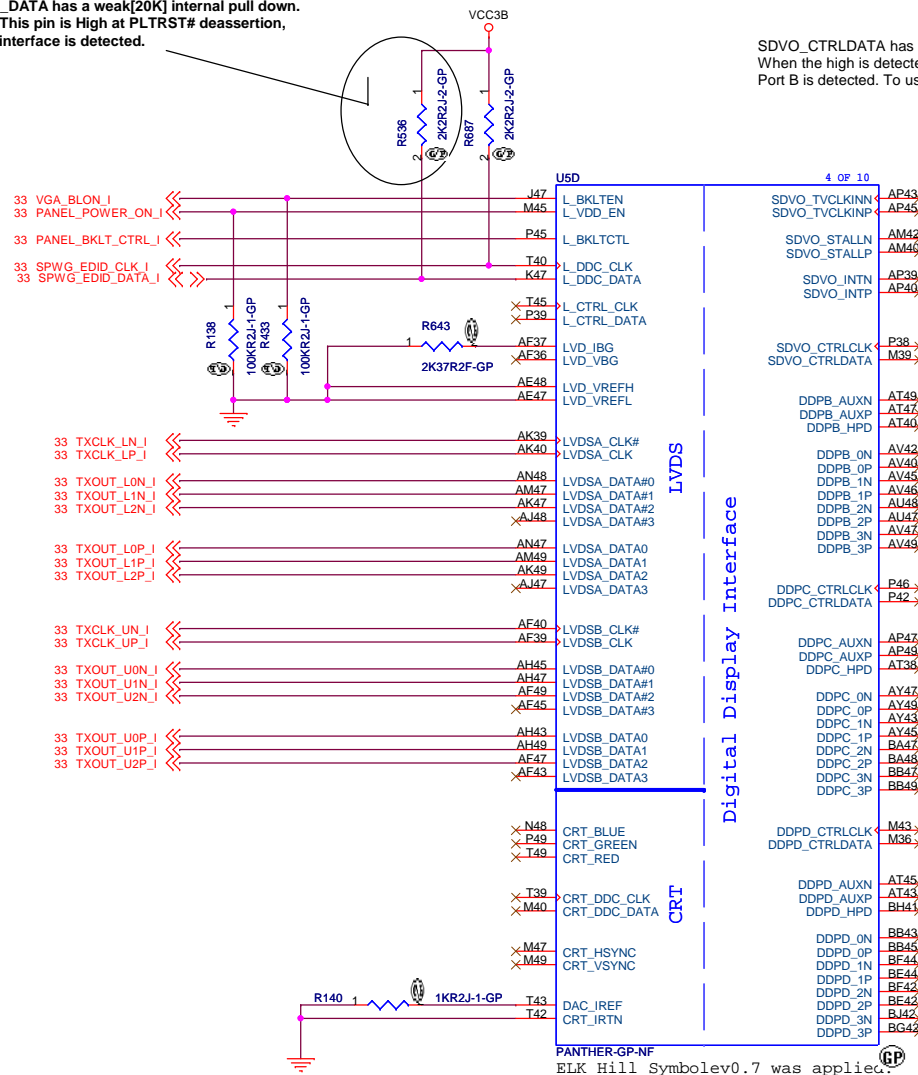 _DATA has a weak[20K] internal pull down.
This pin is High at PLTRST# deassertion,
interface is detected.
VCC3B
SDVO_CTRLDATA has
When the high is detecte
Port B is detected. To us
R536
2K2R2J-2-GP
1
2
R687
2K2R2J-2-GP
1
2
U5D
4 OF 10
33 VGA_BLON_I
33 PANEL_POWER_ON_I
33 PANEL_BKLT_CTRL_I
33 SPWG_EDID_CLK_I
33 SPWG_EDID_DATA_I
R138
100KR2J-1-GP
1
2
R433
100KR2J-1-GP
1
2
R643
1
2
2K37R2F-GP
J47 L_BKLTEN
M45 L_VDD_EN
P45 L_BKLTCTL
T40 L_DDC_CLK
K47 L_DDC_DATA
T45 L_CTRL_CLK
P39 L_CTRL_DATA
AF37 LVD_IBG
AF36 LVD_VBG
AE48 LVD_VREFH
AE47 LVD_VREFL
33 TXCLK_LN_I AK39 LVDSA_CLK#
33 TXCLK_LP_I AK40 LVDSA_CLK
33 TXOUT_L0N_I AN48 LVDSA_DATA#0
33 TXOUT_L1N_I AM47 LVDSA_DATA#1
33 TXOUT_L2N_I AK47 LVDSA_DATA#2
AJ48 LVDSA_DATA#3
33 TXOUT_L0P_I AN47 LVDSA_DATA0
33 TXOUT_L1P_I AM49 LVDSA_DATA1
33 TXOUT_L2P_I AK49 LVDSA_DATA2
AJ47 LVDSA_DATA3
33 TXCLK_UN_I AF40 LVDSB_CLK#
33 TXCLK_UP_I AF39 LVDSB_CLK
33 TXOUT_U0N_I AH45 LVDSB_DATA#0
33 TXOUT_U1N_I AH47 LVDSB_DATA#1
33 TXOUT_U2N_I AF49 LVDSB_DATA#2
AF45 LVDSB_DATA#3
33 TXOUT_U0P_I AH43 LVDSB_DATA0
33 TXOUT_U1P_I AH49 LVDSB_DATA1
33 TXOUT_U2P_I AF47 LVDSB_DATA2
AF43 LVDSB_DATA3
N48 CRT_BLUE
P49 CRT_GREEN
T49 CRT_RED
T39 CRT_DDC_CLK
M40 CRT_DDC_DATA
M47 CRT_HSYNC
M49 CRT_VSYNC
R140 1 1KR2J-1-GP T43 DAC_IREF
T42 CRT_IRTN
LVDS
CRT
Digital Display Interface
SDVO_TVCLKINN AP43
SDVO_TVCLKINP AP45
SDVO_STALLN AM42
SDVO_STALLP AM40
SDVO_INTN AP39
SDVO_INTP AP40
SDVO_CTRLCLK P38
SDVO_CTRLDATA M39
DDPB_AUXN AT49
DDPB_AUXP AT47
DDPB_HPD AT40
DDPB_0N AV42
DDPB_0P AV40
DDPB_1N AV45
DDPB_1P AV46
DDPB_2N AU48
DDPB_2P AU47
DDPB_3N AV47
DDPB_3P AV49
DDPC_CTRLCLK P46
DDPC_CTRLDATA P42
DDPC_AUXN AP47
DDPC_AUXP AP49
DDPC_HPD AT38
DDPC_0N AY47
DDPC_0P AY49
DDPC_1N AY43
DDPC_1P AY45
DDPC_2N BA47
DDPC_2P BA48
DDPC_3N BB47
DDPC_3P BB49
DDPD_CTRLCLK M43
DDPD_CTRLDATA M36
DDPD_AUXN AT45
DDPD_AUXP AT43
DDPD_HPD BH41
DDPD_0N BB43
DDPD_0P BB45
DDPD_1N BF44
DDPD_1P BE44
DDPD_2N BF42
DDPD_2P BE42
DDPD_3N BJ42
DDPD_3P BG42
PANTHER-GP-NF
GP
ELK Hill Symbolev0.7 was applied.